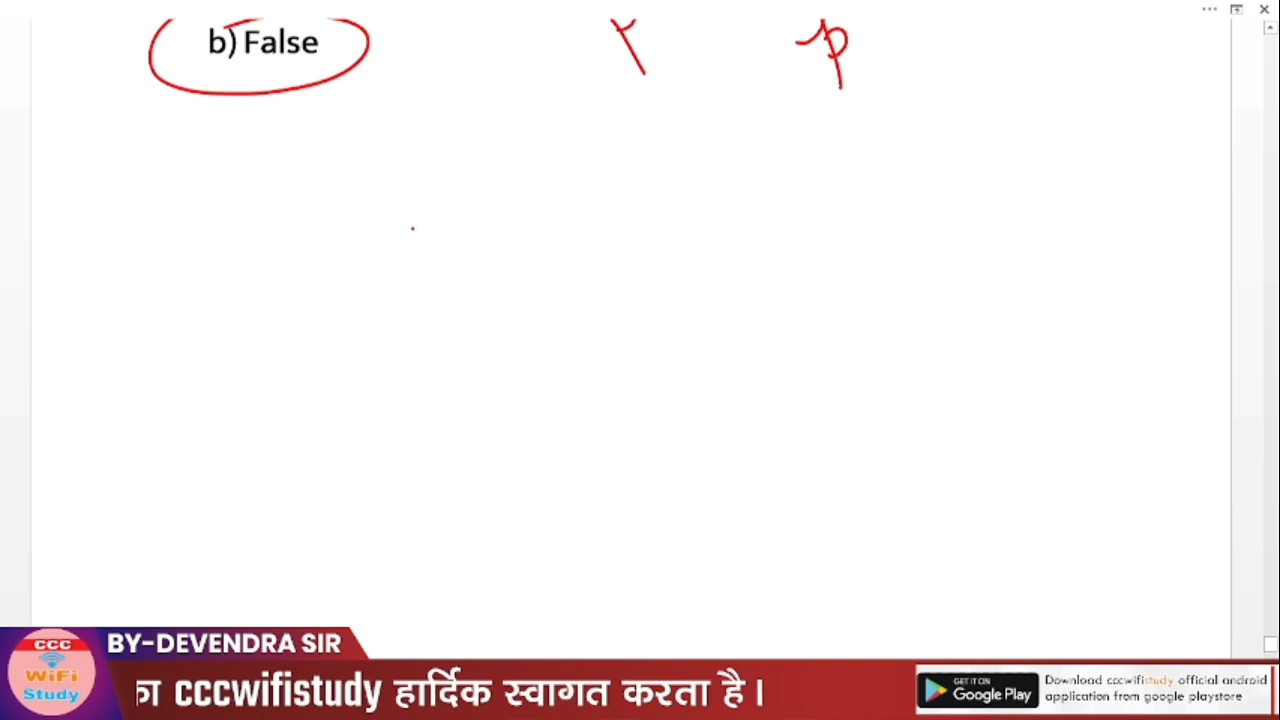 b) False
p
CCC
WiFi
Study
BY-DEVENDRA SIR
का cccwifistudy हार्दिक स्वागत करता है।
GET IT ON
Google Play
Download cccwifistudy official android
application from google playstore